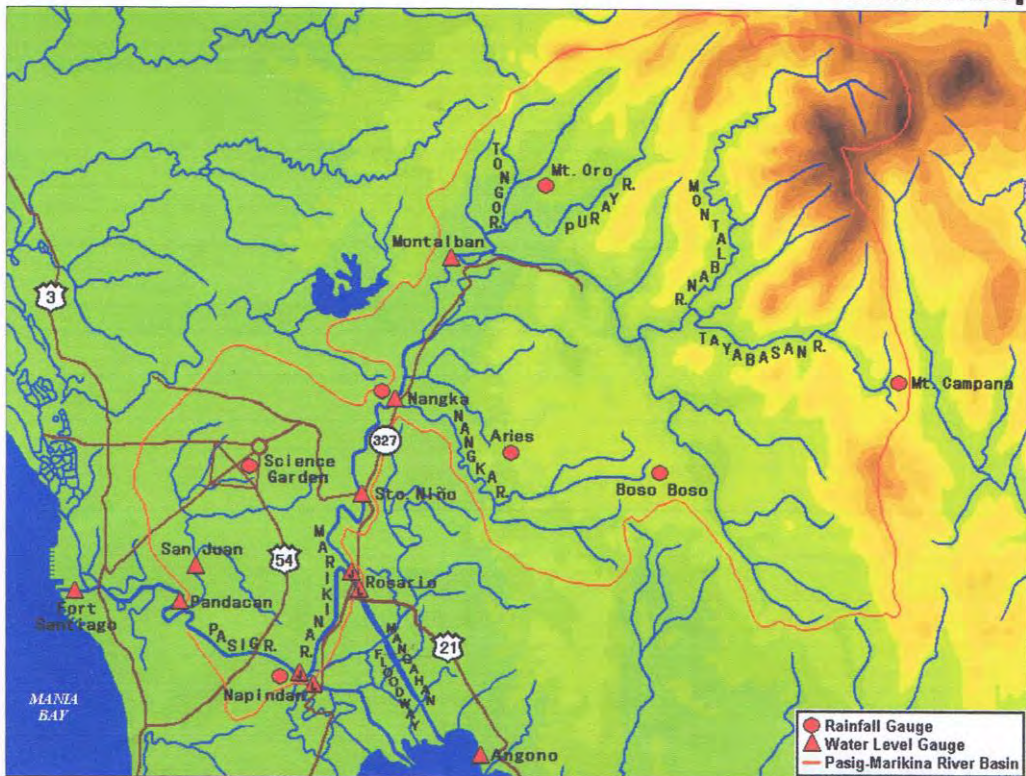 TONGOR.
Mt. Oro
PURAY R.
MONTALBAN R.
Montalban
3
TAYABASAN R.
Mt. Campana
Nangka
NANGKA R.
327
Aries
Science
Garden
Boso Boso
Sto. Niño
MARIKINA R.
San Juan
54
Rosario
Fort
Santiago
Pandacan
PASIG R.
21
MANGAHAN
FLOODWAY
Napindan
MANIA
BAY
Angono
Rainfall Gauge
Water Level Gauge
Pasig-Marikina River Basin